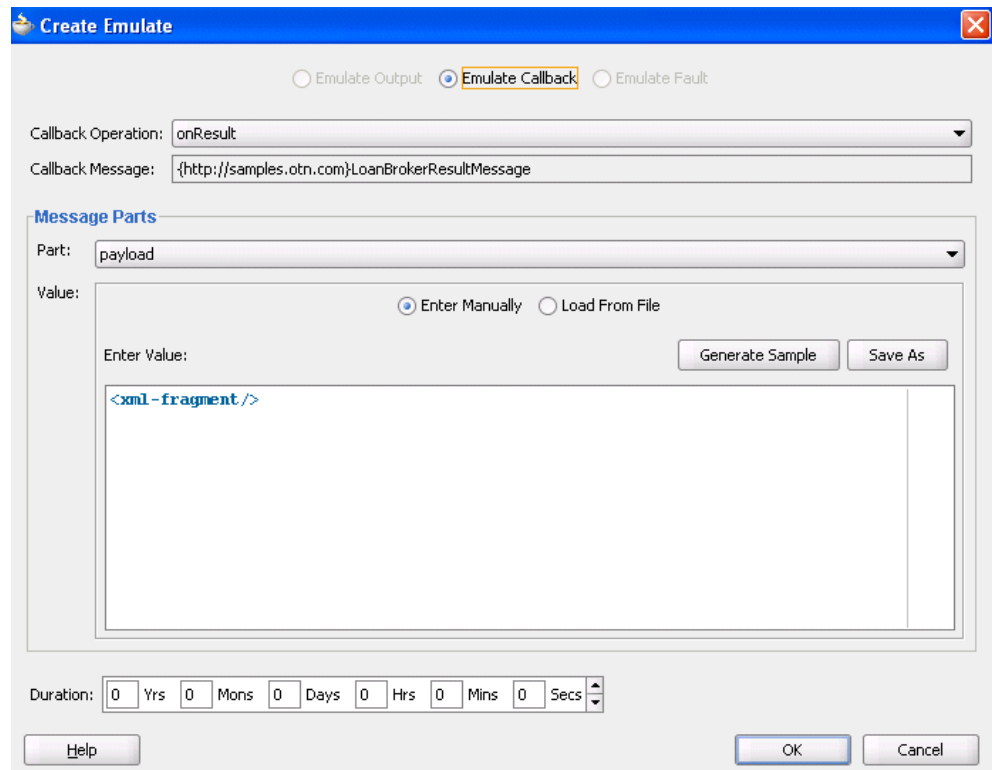 Create Emulate
Emulate Output Emulate Callback Emulate Fault
Callback Operation: onResult
Callback Message: {http://samples.otn.com}LoanBrokerResultMessage
Message Parts
Part: payload
Value: Enter Manually Load From File
Enter Value: Generate Sample Save As
<xml-fragment/>
Duration: 0 Yrs 0 Mons 0 Days 0 Hrs 0 Mins 0 Secs
Help OK Cancel